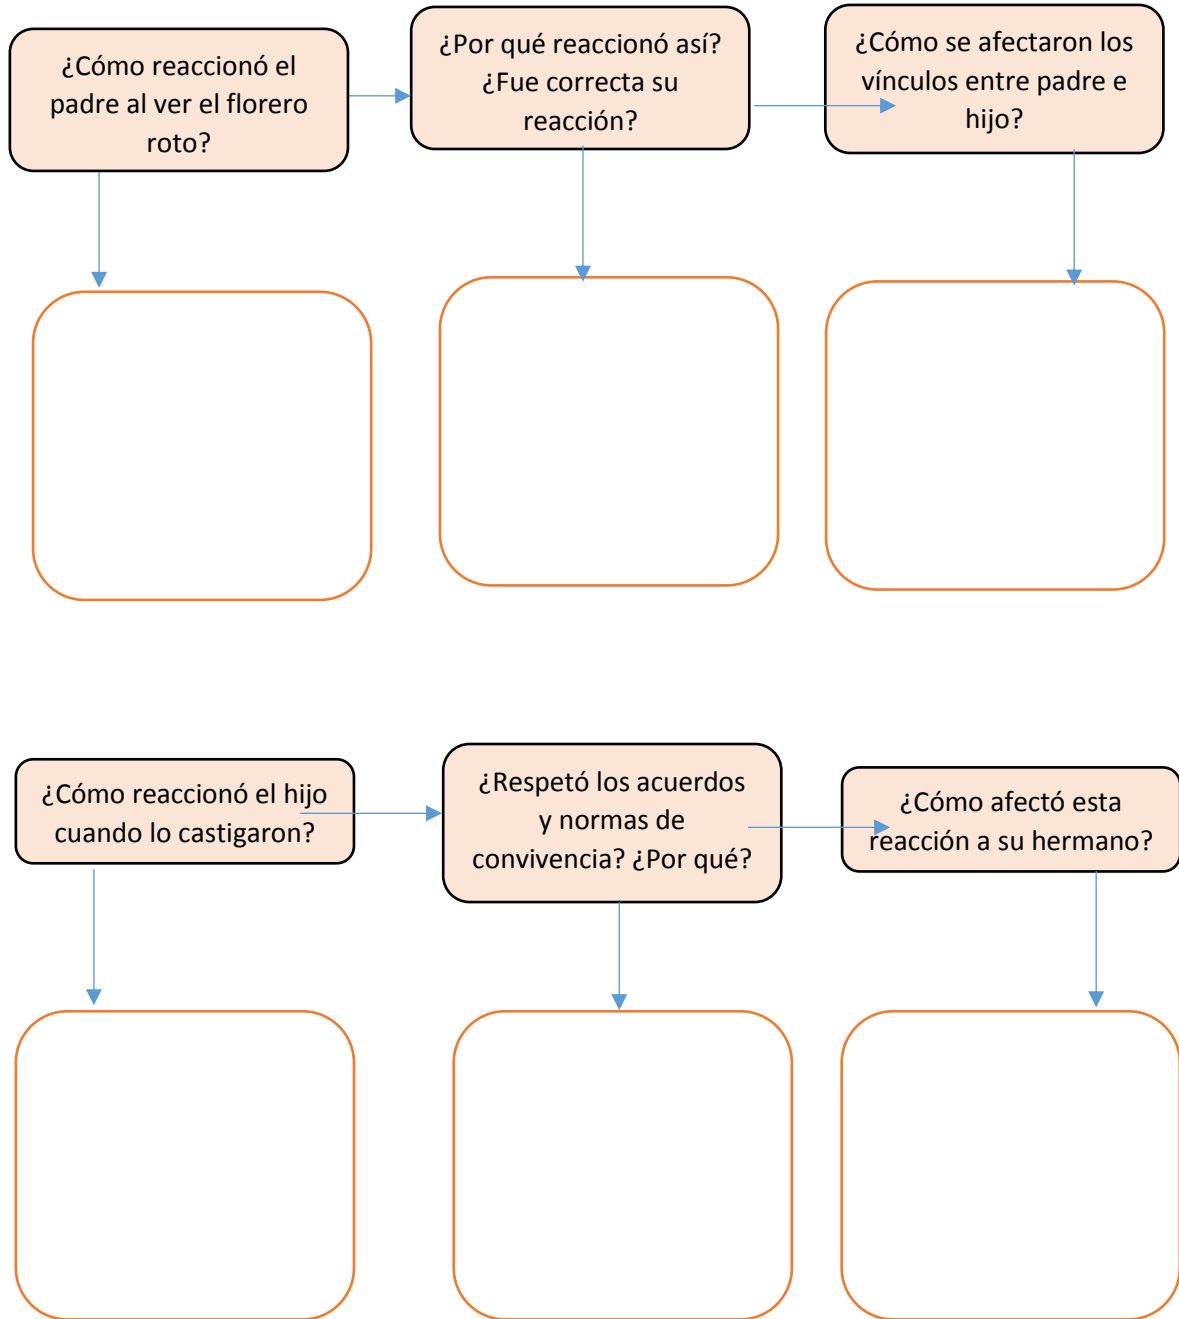 ¿Cómo reaccionó el
padre al ver el florero
roto?
¿Por qué reaccionó así?
¿Fue correcta su
reacción?
¿Cómo se afectaron los
vínculos entre padre e
hijo?
¿Cómo reaccionó el hijo
cuando lo castigaron?
¿Respetó los acuerdos
y normas de
convivencia? ¿Por qué?
¿Cómo afectó esta
reacción a su hermano?